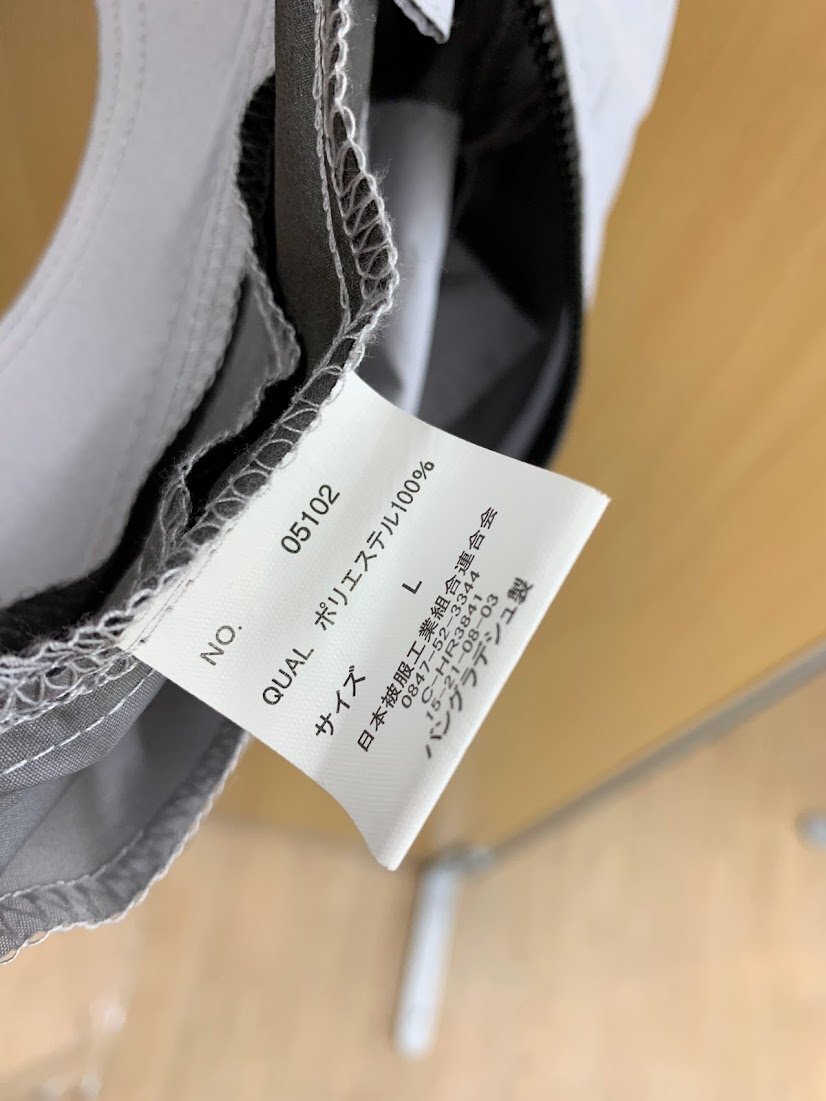 NO. 05102
QUAL ポリエステル100%
サイズ L
日本被服工業組合連合会
0847-52-3344
C-HR3841
15-21-08-03
バングラデシュ製